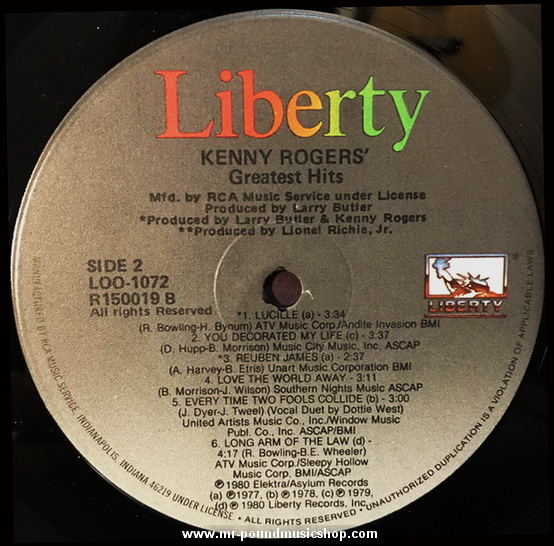 Liberty
KENNY ROGERS'
Greatest Hits
Mfd. by RCA Music Service under License
Produced by Larry Butler
*Produced by Larry Butler & Kenny Rogers
**Produced by Lionel Richie, Jr.
SIDE 2
LOO-1072
R150019 B
All rights Reserved
LIBERTY
®
*1. LUCILLE (a) - 3:34
(R. Bowling-H. Bynum) ATV Music Corp./Andite Invasion BMI
2. YOU DECORATED MY LIFE (c) - 3:37
(D. Hupp-B. Morrison) Music City Music, Inc. ASCAP
*3. REUBEN JAMES (a) - 2:37
(A. Harvey-B. Etris) Unart Music Corporation BMI
4. LOVE THE WORLD AWAY - 3:11
(B. Morrison-J. Wilson) Southern Nights Music ASCAP
5. EVERY TIME TWO FOOLS COLLIDE (b) - 3:00
(J. Dyer-J. Tweel) (Vocal Duet by Dottie West)
United Artists Music Co., Inc./Window Music
Publ. Co., Inc. ASCAP/BMI
6. LONG ARM OF THE LAW (d) -
4:17 (R. Bowling-B.E. Wheeler)
ATV Music Corp./Sleepy Hollow
Music Corp. BMI/ASCAP
℗1980 Elektra/Asylum Records
(a) ℗1977, (b) ℗1978, (c) ℗1979,
(d) ℗ 1980 Liberty Records, Inc.
MANUFACTURED BY RCA MUSIC SERVICE, INDIANAPOLIS, INDIANA 46219 UNDER LICENSE • ALL RIGHTS RESERVED • UNAUTHORIZED DUPLICATION IS A VIOLATION OF APPLICABLE LAWS
www.mr-poundmusicshop.com